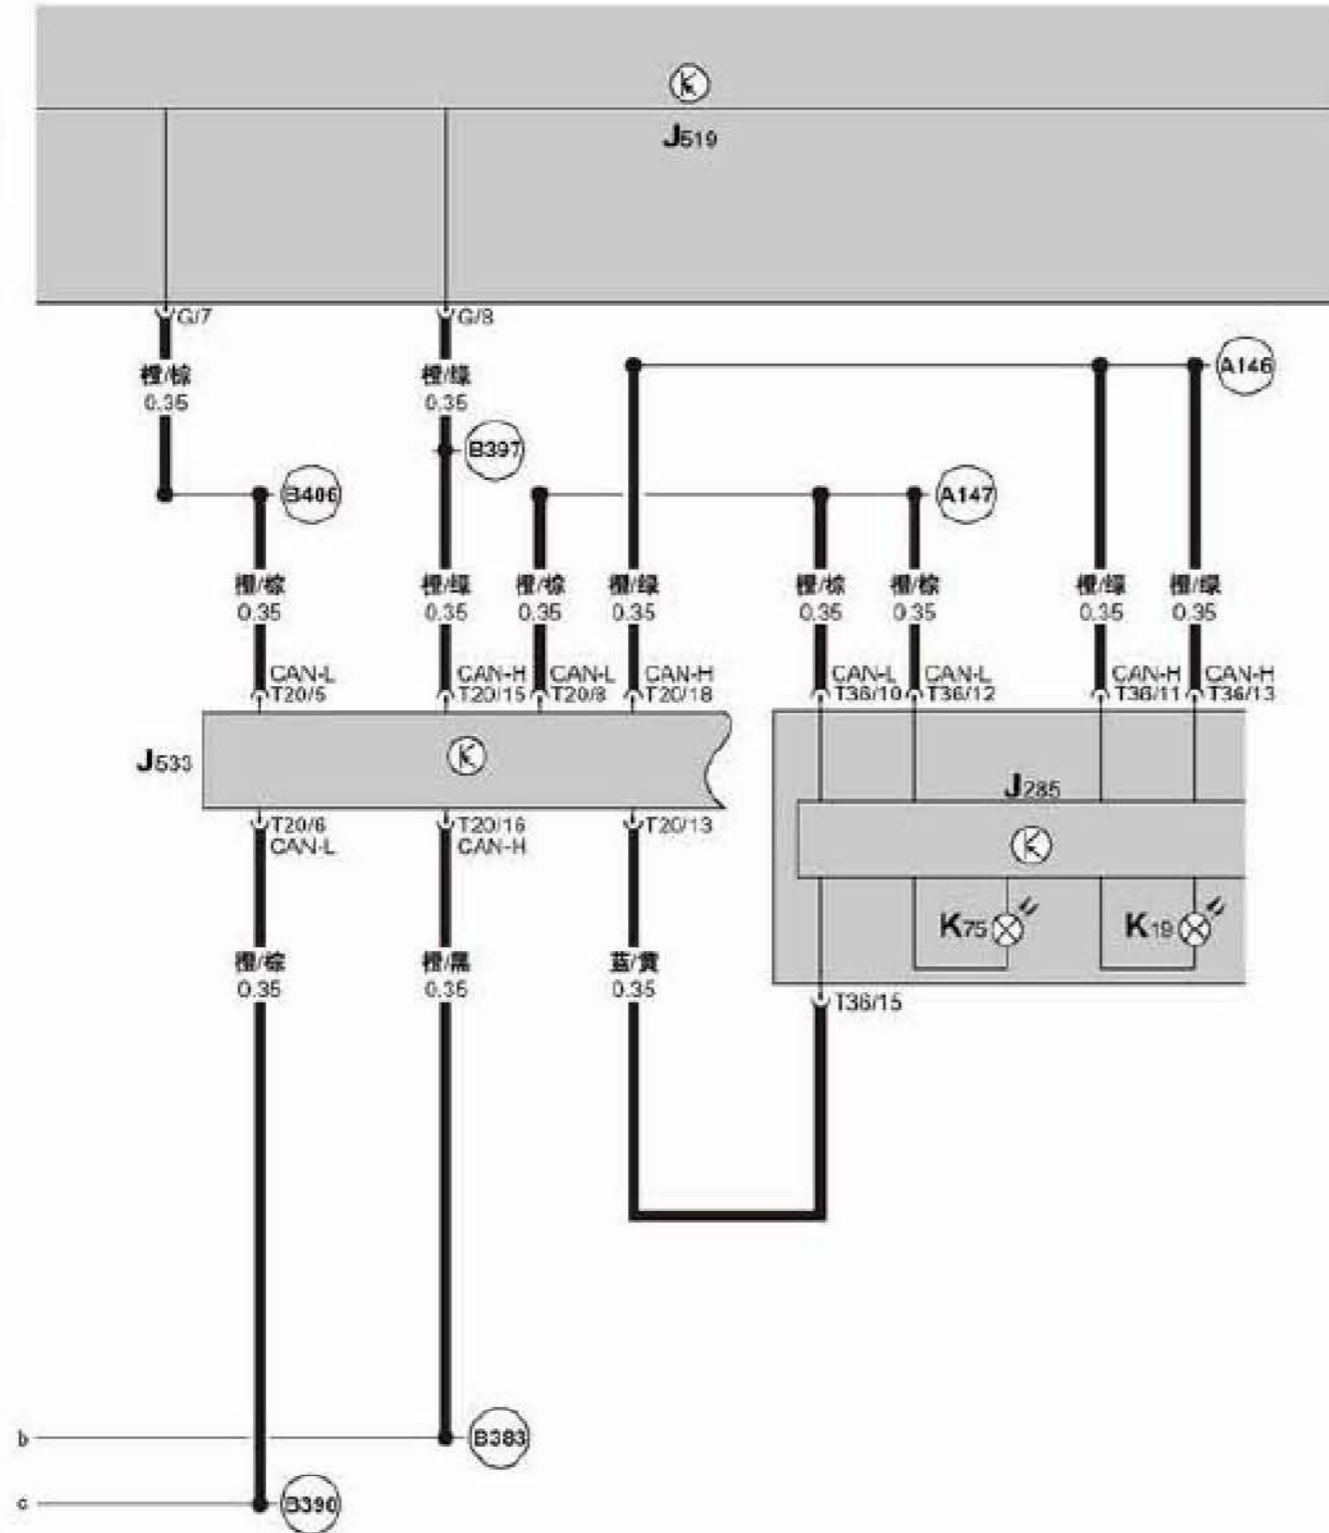 J519
G/7
G/8
橙/棕
0.35
橙/绿
0.35
A146
B397
B406
A147
橙/棕
0.35
橙/绿
0.35
橙/棕
0.35
橙/绿
0.35
橙/棕
0.35
橙/棕
0.35
橙/绿
0.35
橙/绿
0.35
CAN-L
T20/5
CAN-H
T20/15
CAN-L
T20/8
CAN-H
T20/18
CAN-L
T36/10
CAN-L
T36/12
CAN-H
T36/11
CAN-H
T36/13
J533
J285
T20/6
CAN-L
T20/16
CAN-H
T20/13
K75
K19
橙/棕
0.35
橙/黑
0.35
蓝/黄
0.35
T36/15
b
B383
c
B390